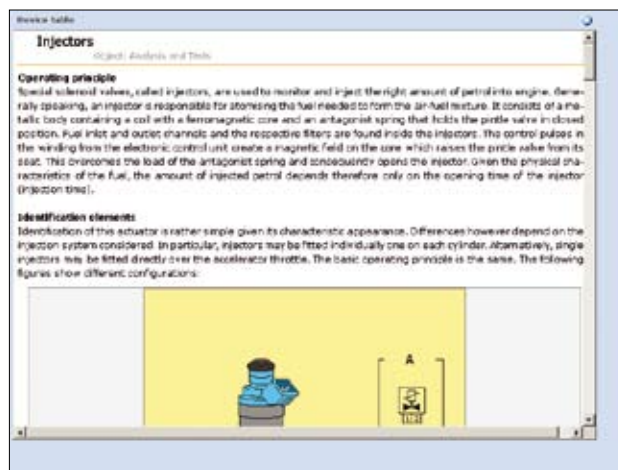 Device table
Injectors
Object: Analysis and Tests
Operating principle
Special solenoid valves, called injectors, are used to monitor and inject the right amount of petrol into engine. Gene-
rally speaking, an injector is responsible for atomising the fuel needed to form the air-fuel mixture. It consists of a me-
tallic body containing a coil with a ferromagnetic core and an antagonist spring that holds the pintle valve in closed
position. Fuel inlet and outlet channels and the respective filters are found inside the injectors. The control pulses in
the winding from the electronic control unit create a magnetic field on the core which raises the pintle valve from its
seat. This overcomes the load of the antagonist spring and consequently opens the injector. Given the physical cha-
racteristics of the fuel, the amount of injected petrol depends therefore only on the opening time of the injector
(injection time).
Identification elements
Identification of this actuator is rather simple given its characteristic appearance. Differences however depend on the
injection system considered. In particular, injectors may be fitted individually one on each cylinder. Alternatively, single
injectors may be fitted directly over the accelerator throttle. The basic operating principle is the same. The following
figures show different configurations:
A